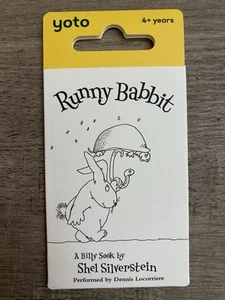 yoto
4+ years
Runny Babbit
A Billy Sook by
Shel Silverstein
Performed by Dennis Locorriere